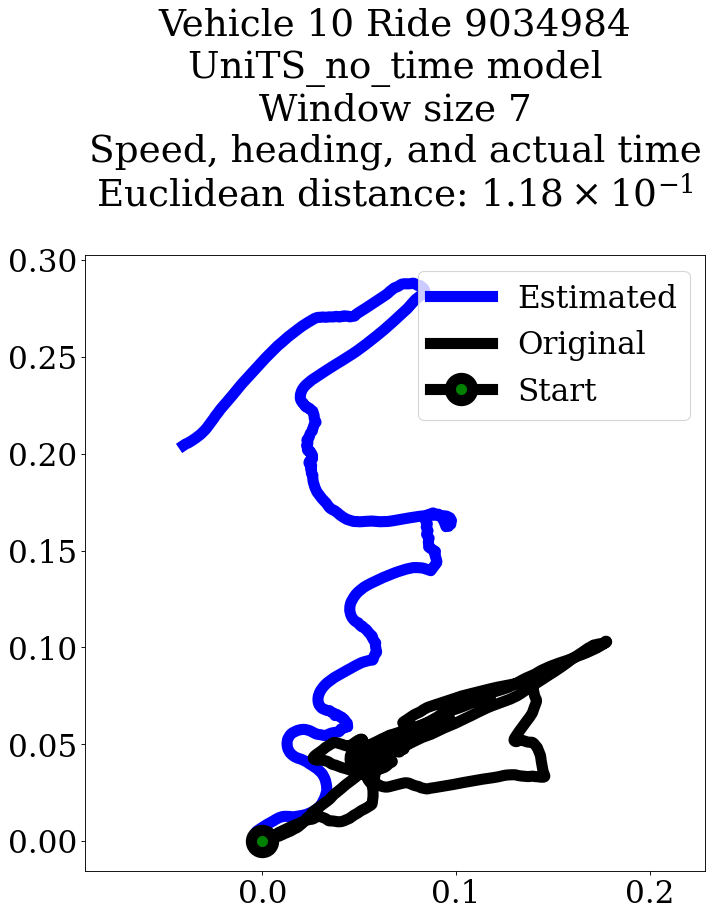 Vehicle 10 Ride 9034984
UniTS_no_time model
Window size 7
Speed, heading, and actual time
Euclidean distance: 1.18 × 10⁻¹
0.30
0.25
0.20
0.15
0.10
0.05
0.00
Estimated
Original
Start
0.0 0.1 0.2